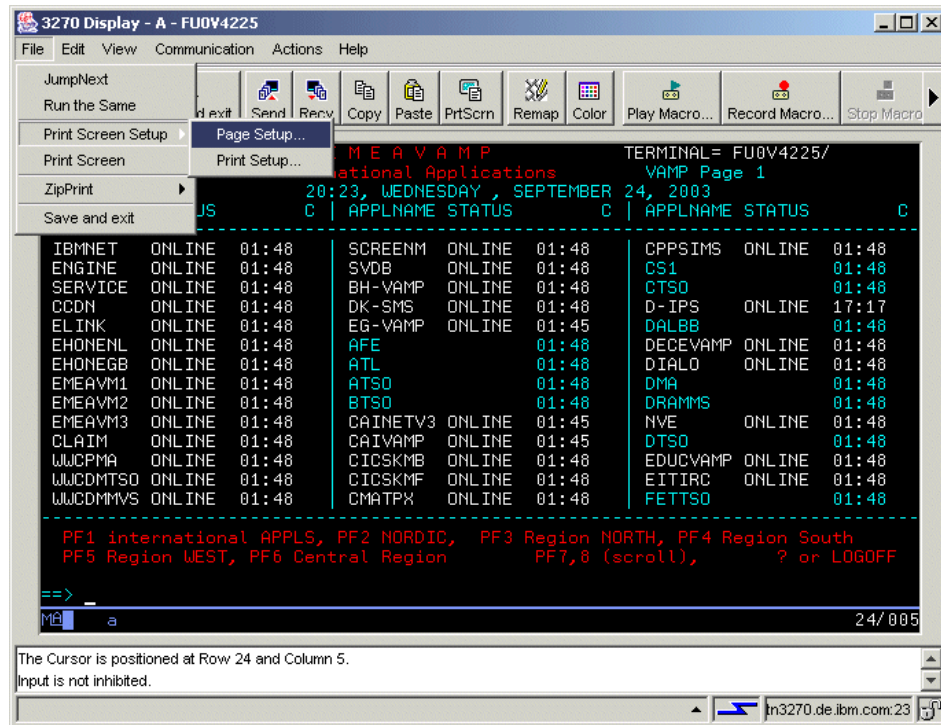 3270 Display - A - FU0V4225
File Edit View Communication Actions Help
JumpNext
Run the Same
Print Screen Setup
Print Screen
ZipPrint
Save and exit
Page Setup...
Print Setup...
d exit Send Recv Copy Paste PrtScrn Remap Color Play Macro... Record Macro... Stop Macro
M E A V A M P TERMINAL= FU0V4225/
national Applications VAMP Page 1
20:23, WEDNESDAY , SEPTEMBER 24, 2003
US C | APPLNAME STATUS C | APPLNAME STATUS C
IBMNET ONLINE 01:48 | SCREENM ONLINE 01:48 | CPPSIMS ONLINE 01:48
ENGINE ONLINE 01:48 | SVDB ONLINE 01:48 | CS1 01:48
SERVICE ONLINE 01:48 | BH-VAMP ONLINE 01:48 | CTSO 01:48
CCDN ONLINE 01:48 | DK-SMS ONLINE 01:48 | D-IPS ONLINE 17:17
ELINK ONLINE 01:48 | EG-VAMP ONLINE 01:45 | DALBB 01:48
EHONENL ONLINE 01:48 | AFE 01:48 | DECEVAMP ONLINE 01:48
EHONEGB ONLINE 01:48 | ATL 01:48 | DIALO ONLINE 01:48
EMEAVM1 ONLINE 01:48 | ATSO 01:48 | DMA 01:48
EMEAVM2 ONLINE 01:48 | BTSO 01:48 | DRAMMS 01:48
EMEAVM3 ONLINE 01:48 | CAINETV3 ONLINE 01:45 | NVE ONLINE 01:48
CLAIM ONLINE 01:48 | CAIVAMP ONLINE 01:45 | DTSO 01:48
WWCPMA ONLINE 01:48 | CICSKMB ONLINE 01:48 | EDUCVAMP ONLINE 01:48
WWCDMTSO ONLINE 01:48 | CICSKMF ONLINE 01:48 | EITIRC ONLINE 01:48
WWCDMMVS ONLINE 01:48 | CMATPX ONLINE 01:48 | FETTSO 01:48
PF1 international APPLS, PF2 NORDIC, PF3 Region NORTH, PF4 Region South
PF5 Region WEST, PF6 Central Region PF7,8 (scroll), ? or LOGOFF
==> _
MA a 24/005
The Cursor is positioned at Row 24 and Column 5.
Input is not inhibited.
tn3270.de.ibm.com:23